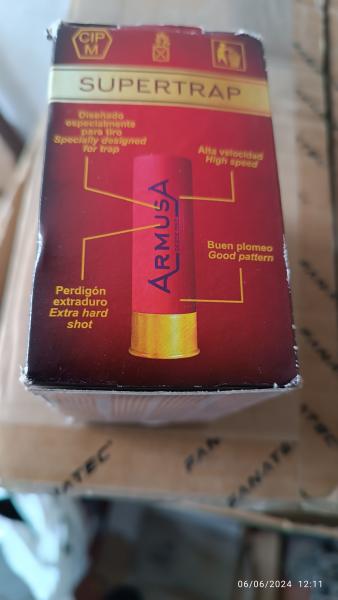 CIP
M
SUPERTRAP
Diseñado
especialmente
para tiro
Specially designed
for trap
Alta velocidad
High speed
ARMUSA
Buen plomeo
Good pattern
Perdigón
extraduro
Extra hard
shot
FANATEC
06/06/2024 12:11